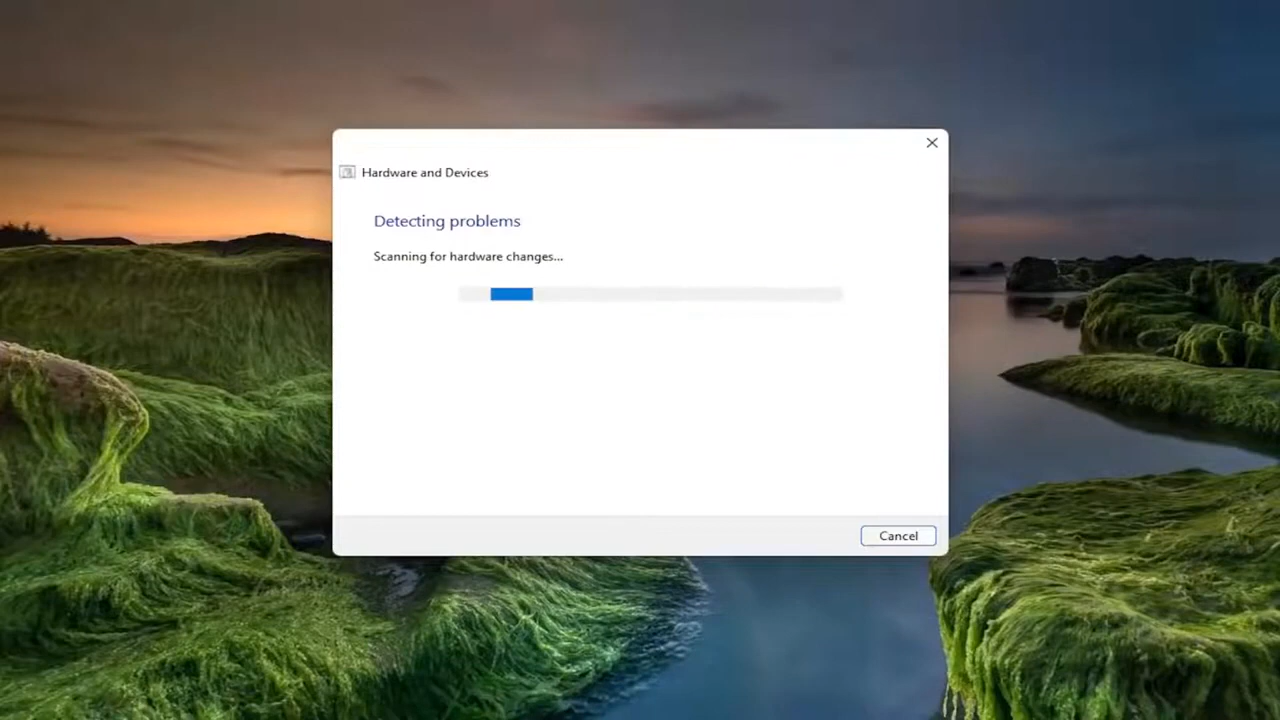 Hardware and Devices
Detecting problems
Scanning for hardware changes...
Cancel